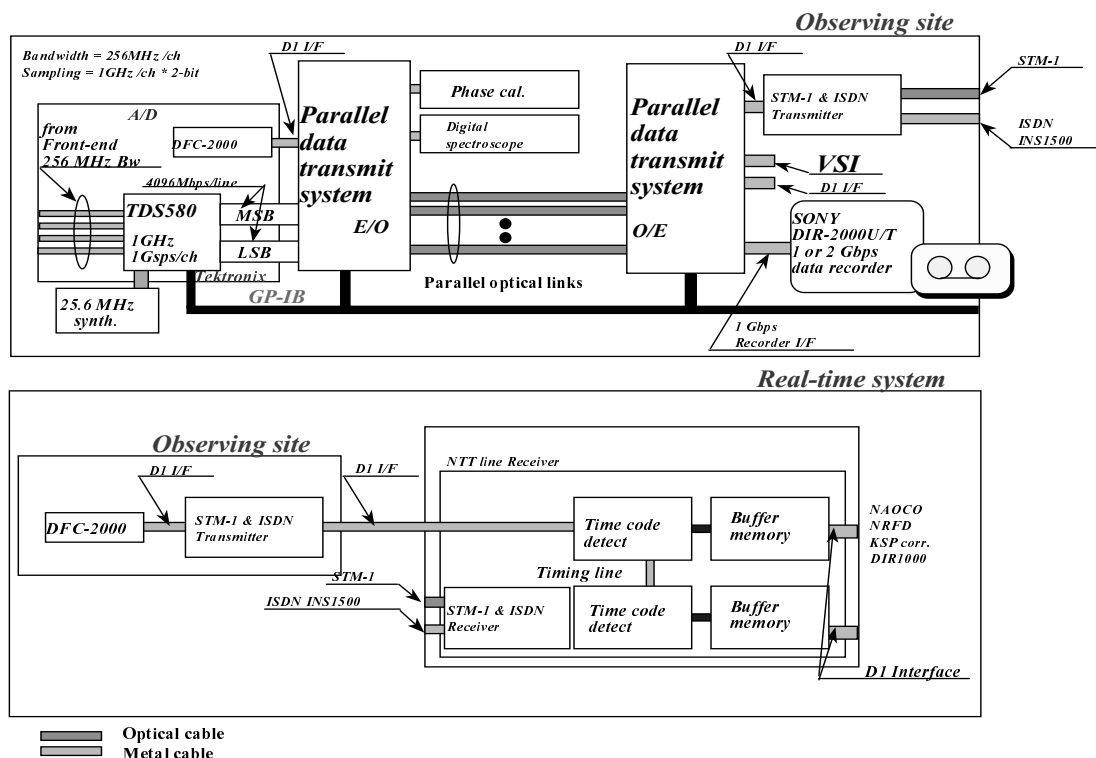 Observing site
Bandwidth = 256MHz /ch
Sampling = 1GHz /ch * 2-bit
D1 I/F
D1 I/F
STM-1
A/D
from
Front-end
256 MHz Bw
DFC-2000
Parallel
data
transmit
system
E/O
Phase cal.
Digital
spectroscope
Parallel
data
transmit
system
O/E
STM-1 & ISDN
Transmitter
ISDN
INS1500
VSI
D1 I/F
4096Mbps/line
TDS580
1GHz
1Gsps/ch
MSB
LSB
Tektronix
SONY
DIR-2000U/T
1 or 2 Gbps
data recorder
Parallel optical links
GP-IB
25.6 MHz
synth.
1 Gbps
Recorder I/F
Real-time system
Observing site
D1 I/F
D1 I/F
NTT line Receiver
DFC-2000
STM-1 & ISDN
Transmitter
Time code
detect
Buffer
memory
NAOCO
NRFD
KSP corr.
DIR1000
Timing line
STM-1
ISDN INS1500
STM-1 & ISDN
Receiver
Time code
detect
Buffer
memory
D1 Interface
Optical cable
Metal cable